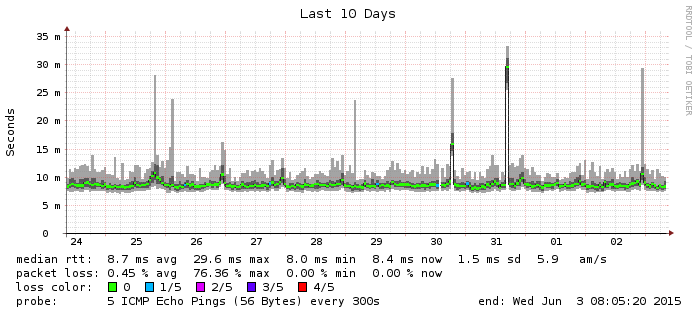 Last 10 Days
RRDTOOL / TOBI OETIKER
Seconds
35 m
30 m
25 m
20 m
15 m
10 m
5 m
0
24 25 26 27 28 29 30 31 01 02
median rtt: 8.7 ms avg 29.6 ms max 8.0 ms min 8.4 ms now 1.5 ms sd 5.9 am/s
packet loss: 0.45 % avg 76.36 % max 0.00 % min 0.00 % now
loss color: 0 1/5 2/5 3/5 4/5
probe: 5 ICMP Echo Pings (56 Bytes) every 300s end: Wed Jun 3 08:05:20 2015